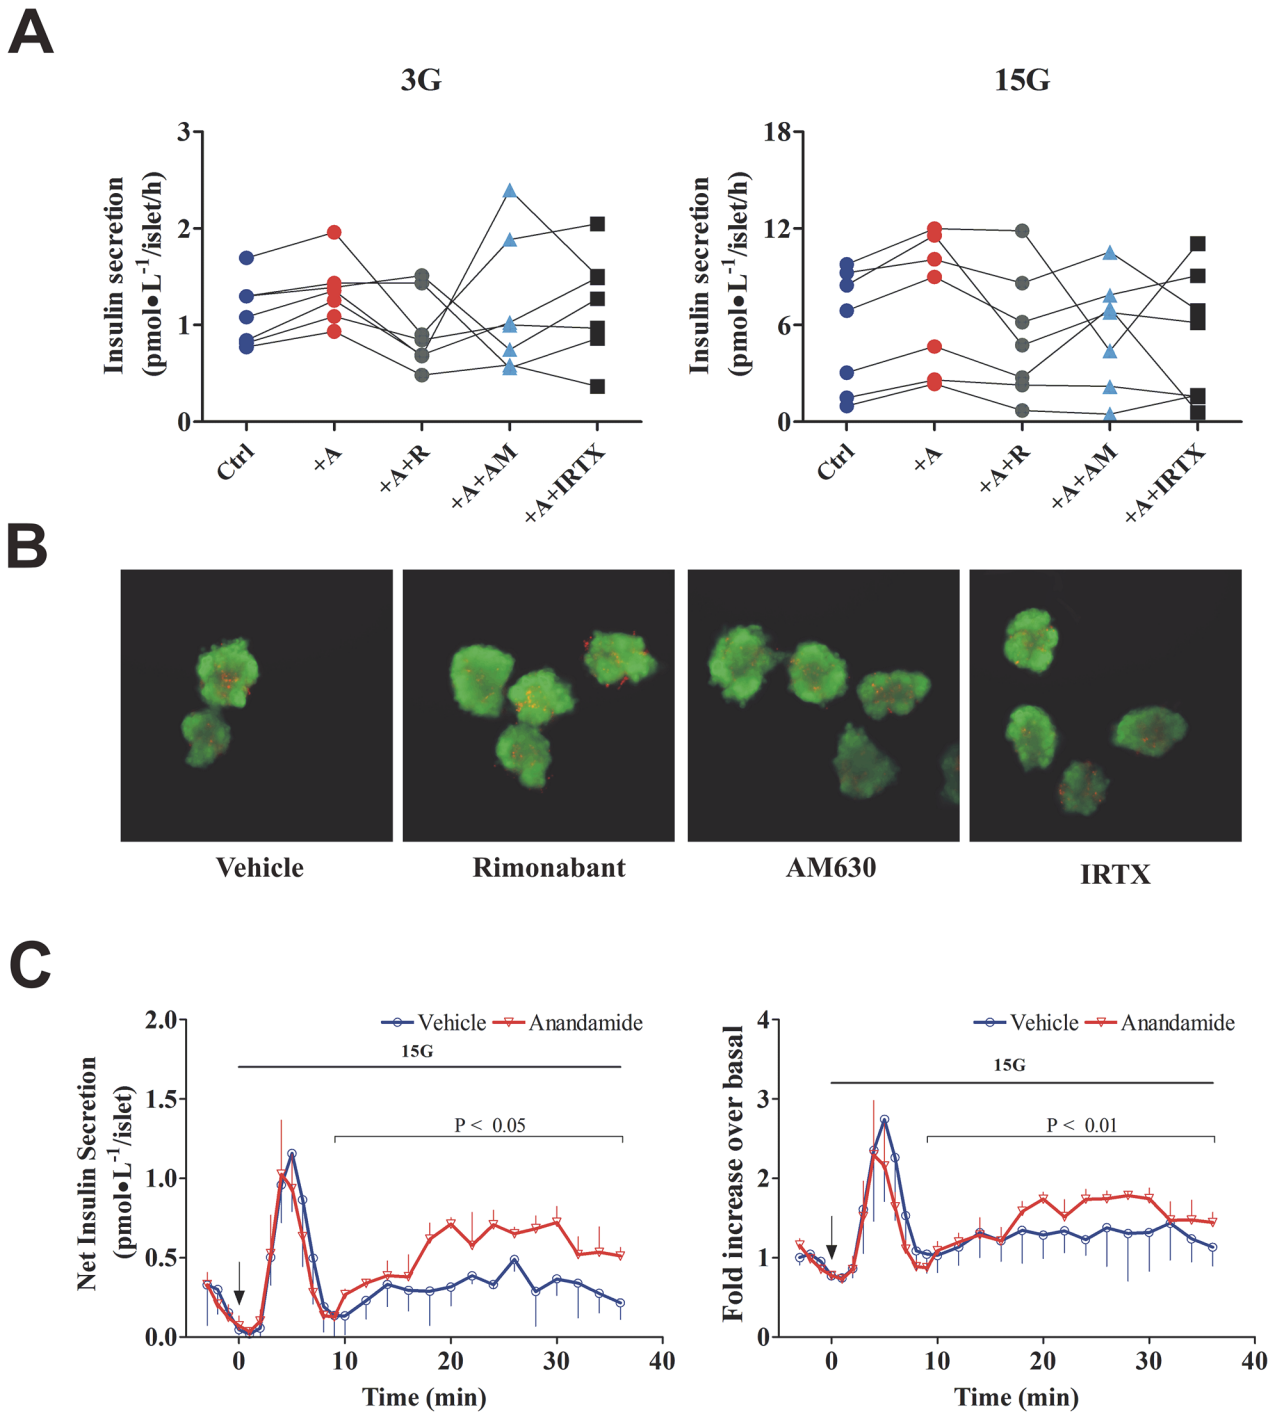 A
3G
15G
Insulin secretion
(pmol●L⁻¹/islet/h)
3
2
1
0
Ctrl
+A
+A+R
+A+AM
+A+IRTX
Insulin secretion
(pmol●L⁻¹/islet/h)
18
12
6
0
Ctrl
+A
+A+R
+A+AM
+A+IRTX
B
Vehicle
Rimonabant
AM630
IRTX
C
Net Insulin Secretion
(pmol●L⁻¹/islet)
2.0
1.5
1.0
0.5
0.0
Vehicle
Anandamide
15G
P < 0.05
0
10
20
30
40
Time (min)
Fold increase over basal
4
3
2
1
0
Vehicle
Anandamide
15G
P < 0.01
0
10
20
30
40
Time (min)